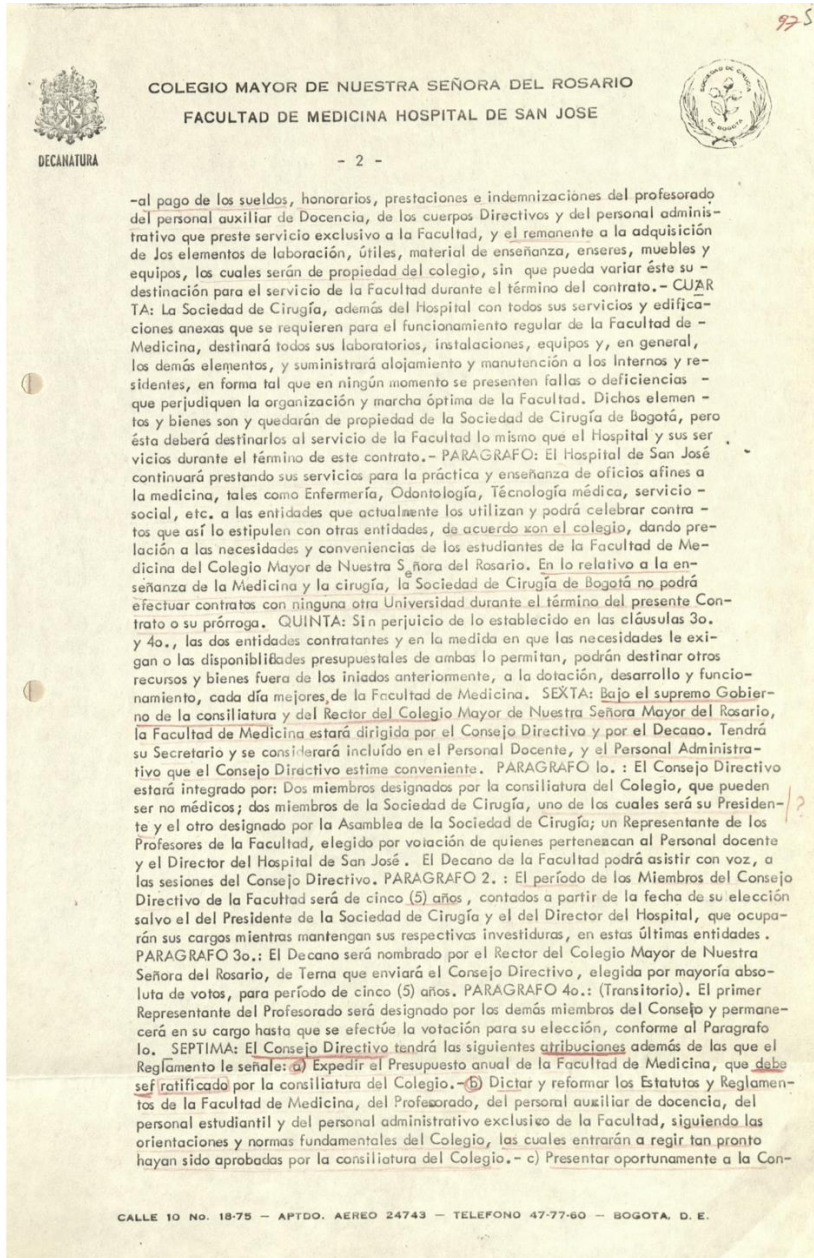 975
COLEGIO MAYOR DE NUESTRA SEÑORA DEL ROSARIO
FACULTAD DE MEDICINA HOSPITAL DE SAN JOSE
SOCIEDAD DE CIRUGIA
DE BOGOTA
DECANATURA
- 2 -
-al pago de los sueldos, honorarios, prestaciones e indemnizaciones del profesorado
del personal auxiliar de Docencia, de los cuerpos Directivos y del personal adminis-
trativo que preste servicio exclusivo a la Facultad, y el remanente a la adquisición
de los elementos de laboración, útiles, material de enseñanza, enseres, muebles y
equipos, los cuales serán de propiedad del colegio, sin que pueda variar éste su -
destinación para el servicio de la Facultad durante el término del contrato.- CUAR
TA: La Sociedad de Cirugía, además del Hospital con todos sus servicios y edifica-
ciones anexas que se requieren para el funcionamiento regular de la Facultad de -
Medicina, destinará todos sus laboratorios, instalaciones, equipos y, en general,
los demás elementos, y suministrará alojamiento y manutención a los Internos y re-
sidentes, en forma tal que en ningún momento se presenten fallas o deficiencias -
que perjudiquen la organización y marcha óptima de la Facultad. Dichos elemen -
tos y bienes son y quedarán de propiedad de la Sociedad de Cirugía de Bogotá, pero
ésta deberá destinarlos al servicio de la Facultad lo mismo que el Hospital y sus ser
vicios durante el término de este contrato.- PARAGRAFO: El Hospital de San José
continuará prestando sus servicios para la práctica y enseñanza de oficios afines a
la medicina, tales como Enfermería, Odontología, Técnología médica, servicio -
social, etc. a las entidades que actualmente los utilizan y podrá celebrar contra -
tos que así lo estipulen con otras entidades, de acuerdo xon el colegio, dando pre-
lación a las necesidades y conveniencias de los estudiantes de la Facultad de Me-
dicina del Colegio Mayor de Nuestra Señora del Rosario. En lo relativo a la en-
señanza de la Medicina y la cirugía, la Sociedad de Cirugía de Bogotá no podrá
efectuar contratos con ninguna otra Universidad durante el término del presente Con-
trato o su prórroga. QUINTA: Sin perjuicio de lo establecido en las cláusulas 3o.
y 4o., las dos entidades contratantes y en la medida en que las necesidades le exi-
gan o las disponiblidades presupuestales de ambas lo permitan, podrán destinar otros
recursos y bienes fuera de los iniados anteriormente, a la dotación, desarrollo y funcio-
namiento, cada día mejores, de la Facultad de Medicina. SEXTA: Bajo el supremo Gobier-
no de la consiliatura y del Rector del Colegio Mayor de Nuestra Señora Mayor del Rosario,
la Facultad de Medicina estará dirigida por el Consejo Directivo y por el Decano. Tendrá
su Secretario y se considerará incluído en el Personal Docente, y el Personal Administra-
tivo que el Consejo Directivo estime conveniente. PARAGRAFO lo. : El Consejo Directivo
estará integrado por: Dos miembros designados por la consiliatura del Colegio, que pueden
ser no médicos; dos miembros de la Sociedad de Cirugía, uno de los cuales será su Presiden-/?
te y el otro designado por la Asamblea de la Sociedad de Cirugía; un Representante de los
Profesores de la Facultad, elegido por votación de quienes pertenezcan al Personal docente
y el Director del Hospital de San José . El Decano de la Facultad podrá asistir con voz, a
las sesiones del Consejo Directivo. PARAGRAFO 2. : El período de los Miembros del Consejo
Directivo de la Facultad será de cinco (5) años , contados a partir de la fecha de su elección
salvo el del Presidente de la Sociedad de Cirugía y el del Director del Hospital, que ocupa-
rán sus cargos mientras mantengan sus respectivas investiduras, en estas últimas entidades .
PARAGRAFO 3o.: El Decano será nombrado por el Rector del Colegio Mayor de Nuestra
Señora del Rosario, de Terna que enviará el Consejo Directivo , elegida por mayoría abso-
luta de votos, para período de cinco (5) años. PARAGRAFO 4o.: (Transitorio). El primer
Representante del Profesorado será designado por los demás miembros del Consejo y permane-
cerá en su cargo hasta que se efectúe la votación para su elección, conforme al Paragrafo
lo. SEPTIMA: El Consejo Directivo tendrá las siguientes atribuciones además de las que el
Reglamento le señale: a) Expedir el Presupuesto anual de la Facultad de Medicina, que debe
ser ratificado por la consiliatura del Colegio.- b) Dictar y reformar los Estatutos y Reglamen-
tos de la Facultad de Medicina, del Profesorado, del persoral auxiliar de docencia, del
personal estudiantil y del personal administrativo exclusivo de la Facultad, siguiendo las
orientaciones y normas fundamentales del Colegio, las cuales entrarán a regir tan pronto
hayan sido aprobadas por la consiliatura del Colegio.- c) Presentar oportunamente a la Con-
CALLE 10 No. 18-75 — APTDO. AEREO 24743 — TELEFONO 47-77-60 — BOGOTA. D. E.